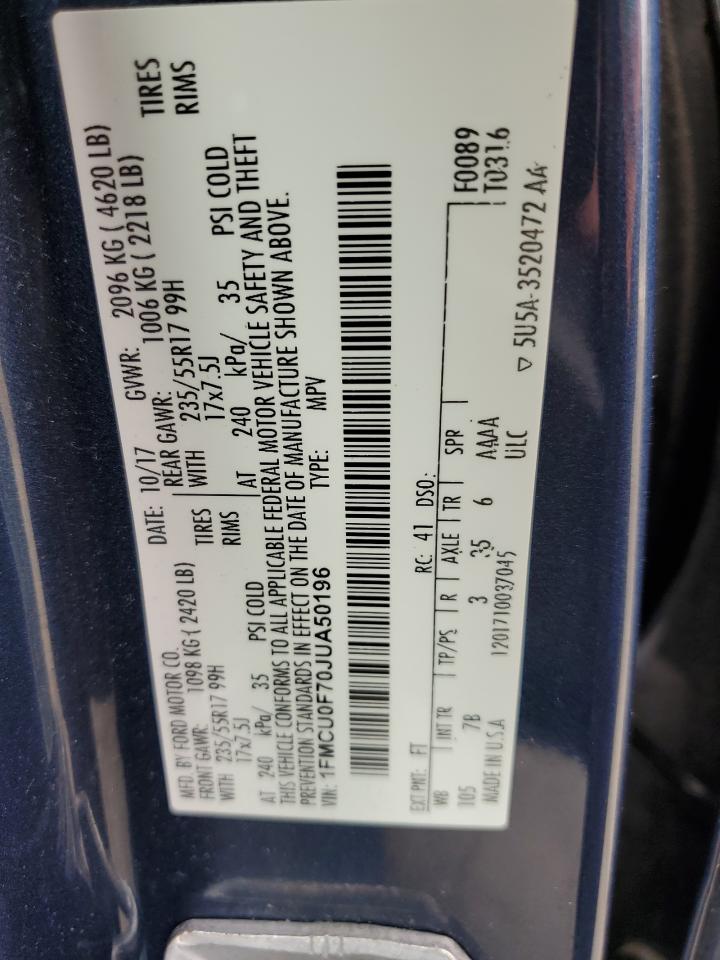 MFD. BY FORD MOTOR CO.
DATE: 10/17 GVWR: 2096 KG ( 4620 LB)
FRONT GAWR: 1098 KG ( 2420 LB) REAR GAWR: 1006 KG ( 2218 LB)
WITH 235/55R17 99H TIRES WITH 235/55R17 99H TIRES
17x7.5J RIMS 17x7.5J RIMS
AT 240 kPa/ 35 PSI COLD AT 240 kPa/ 35 PSI COLD
THIS VEHICLE CONFORMS TO ALL APPLICABLE FEDERAL MOTOR VEHICLE SAFETY AND THEFT
PREVENTION STANDARDS IN EFFECT ON THE DATE OF MANUFACTURE SHOWN ABOVE.
VIN: 1FMCU0F70JUA50196 TYPE: MPV
F0089
T0316
EXT PNT: FT RC: 41 DSO:
WB INT TR TP/PS R AXLE TR SPR
105 7B 3 35 6 AAAA
MADE IN U.S.A 1201710037045 ULC
▽ 5U5A-3520472 AA